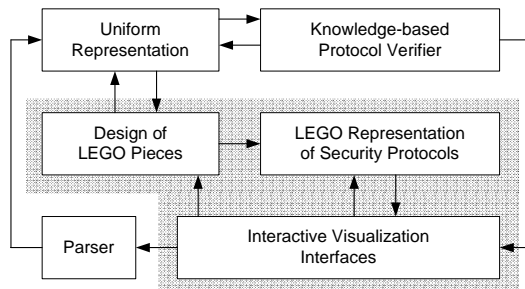 Uniform
Representation
Knowledge-based
Protocol Verifier
Design of
LEGO Pieces
LEGO Representation
of Security Protocols
Parser
Interactive Visualization
Interfaces